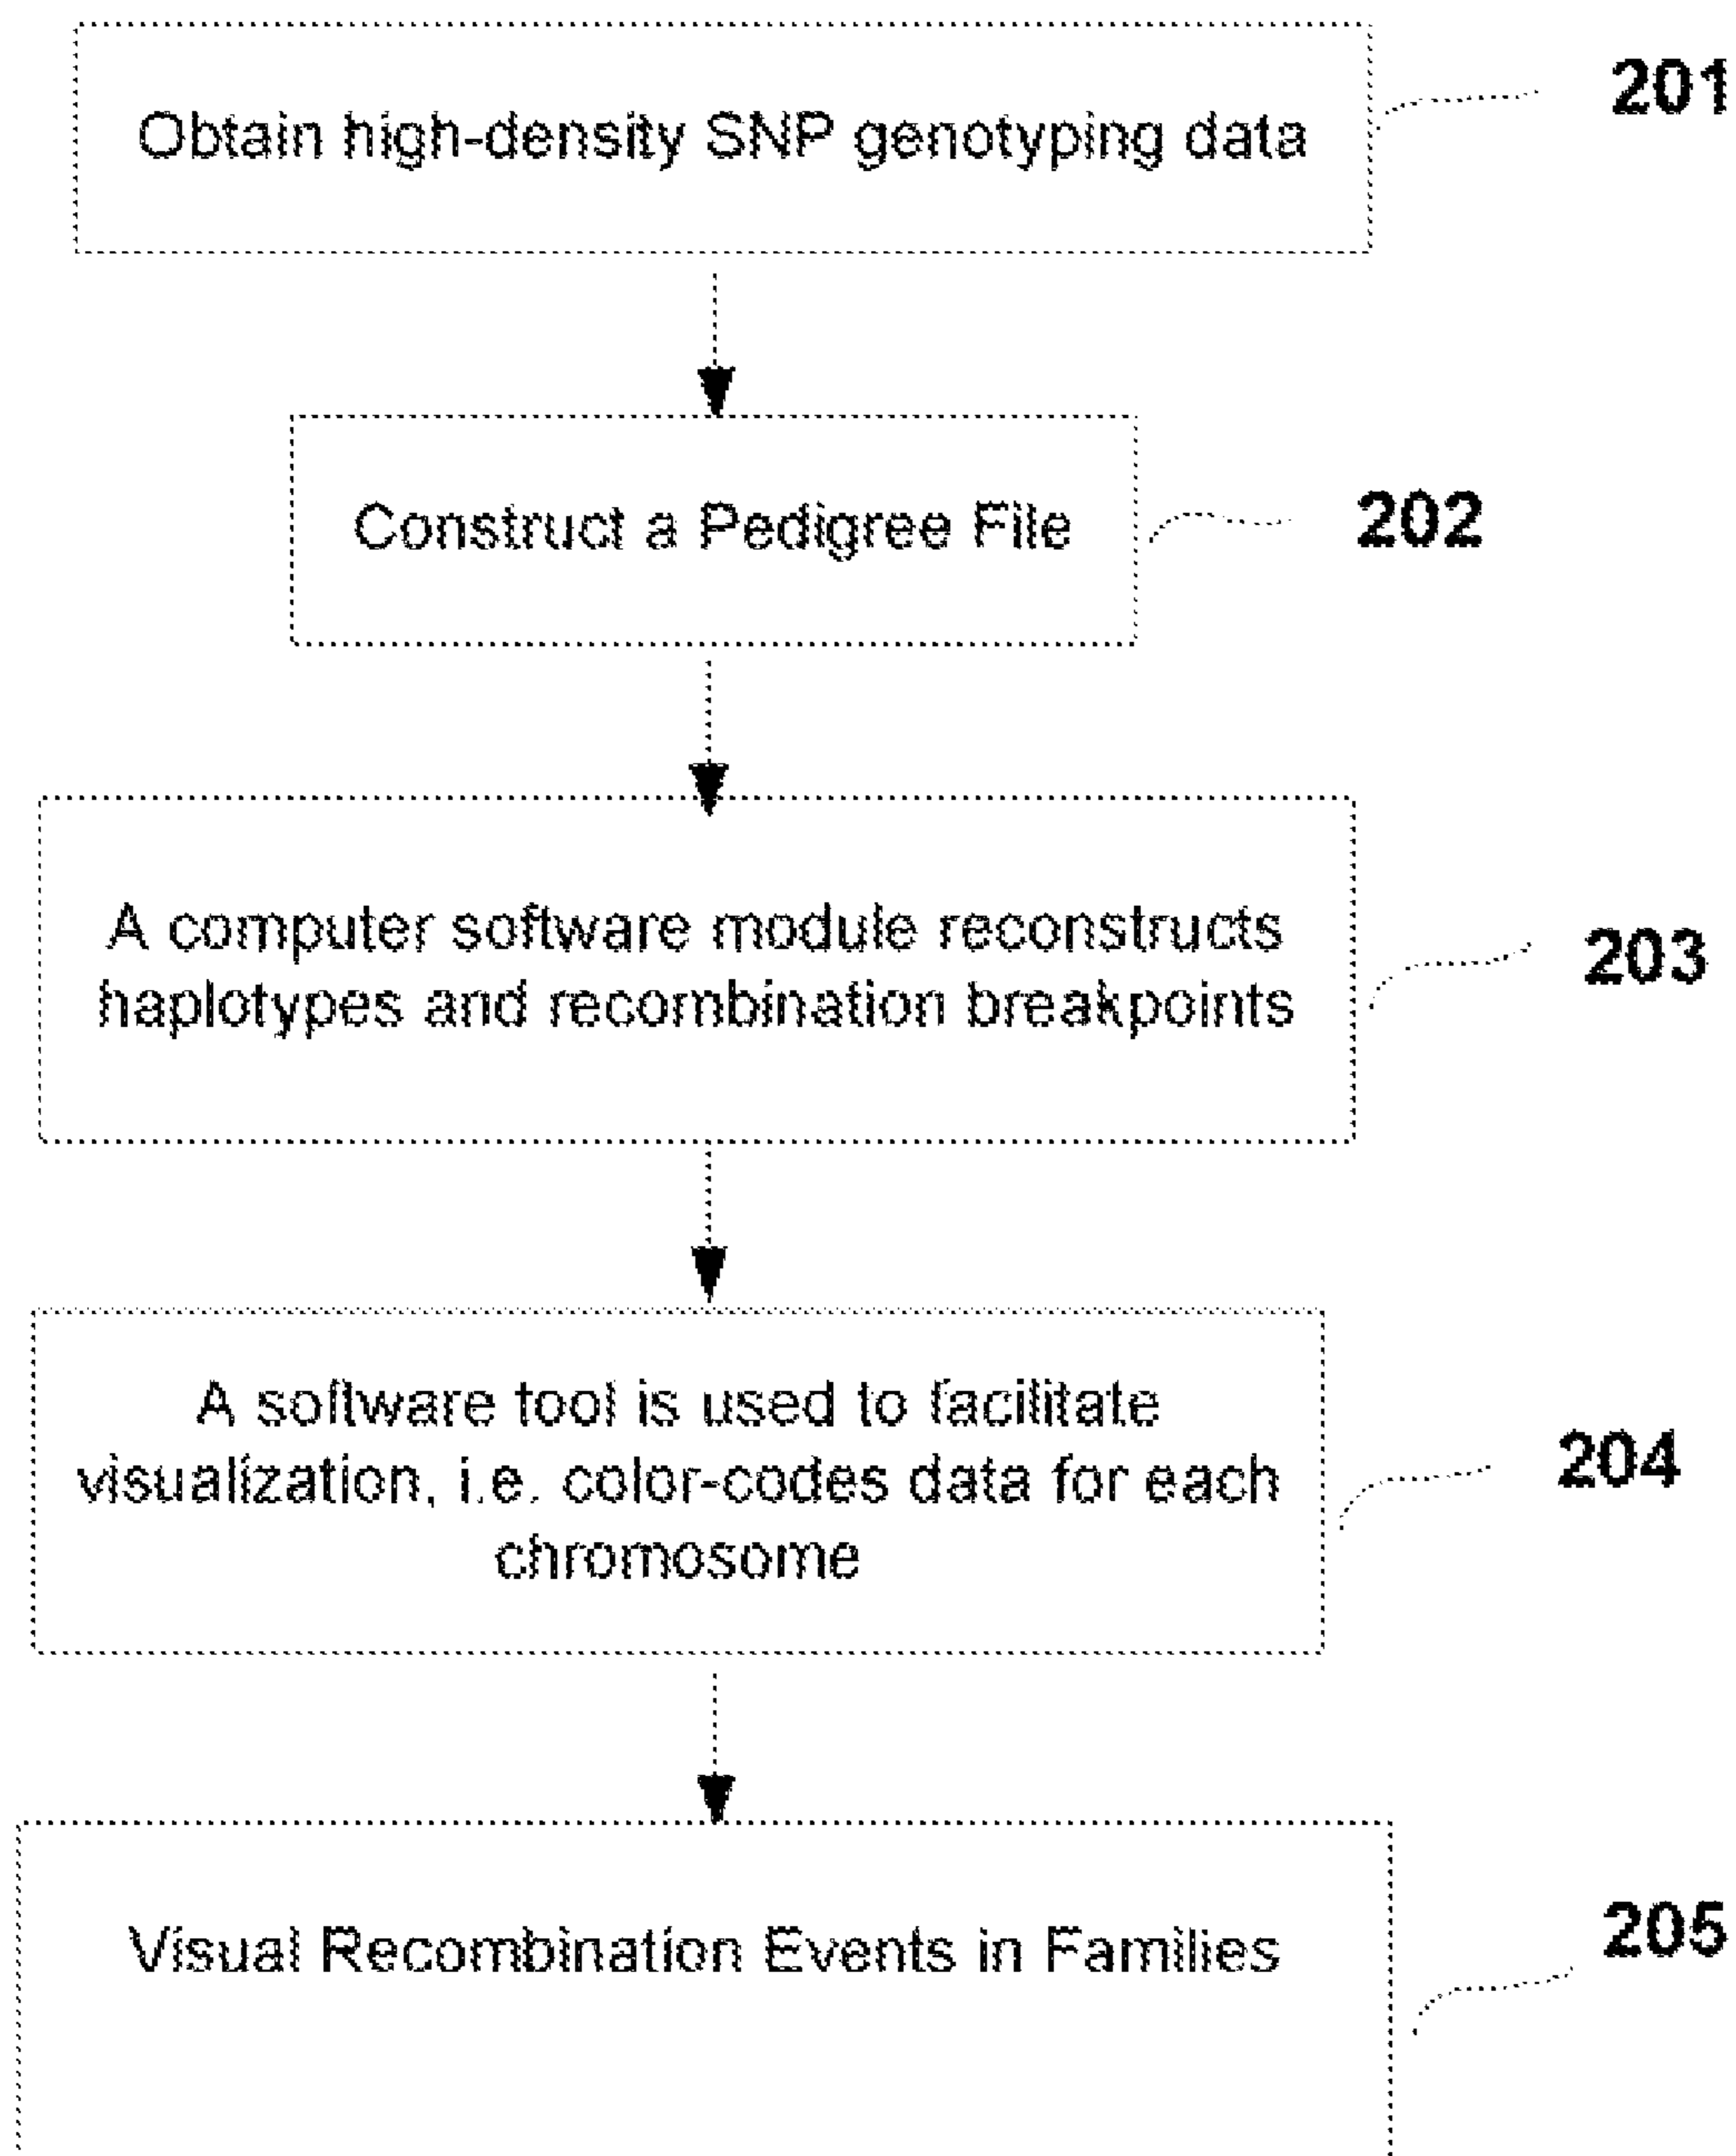 Obtain high-density SNP genotyping data
201
Construct a Pedigree File
202
A computer software module reconstructs
haplotypes and recombination breakpoints
203
A software tool is used to facilitate
visualization, i.e. color-codes data for each
chromosome
204
Visual Recombination Events in Families
205